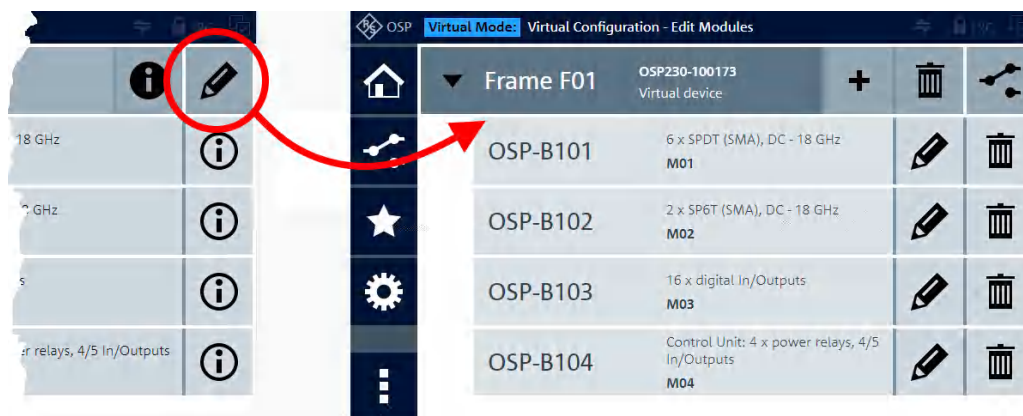 18 GHz
GHz
s
er relays, 4/5 In/Outputs
OSP Virtual Mode: Virtual Configuration - Edit Modules
Frame F01
OSP230-100173
Virtual device
+
OSP-B101
6 x SPDT (SMA), DC - 18 GHz
M01
OSP-B102
2 x SP6T (SMA), DC - 18 GHz
M02
OSP-B103
16 x digital In/Outputs
M03
OSP-B104
Control Unit: 4 x power relays, 4/5
In/Outputs
M04